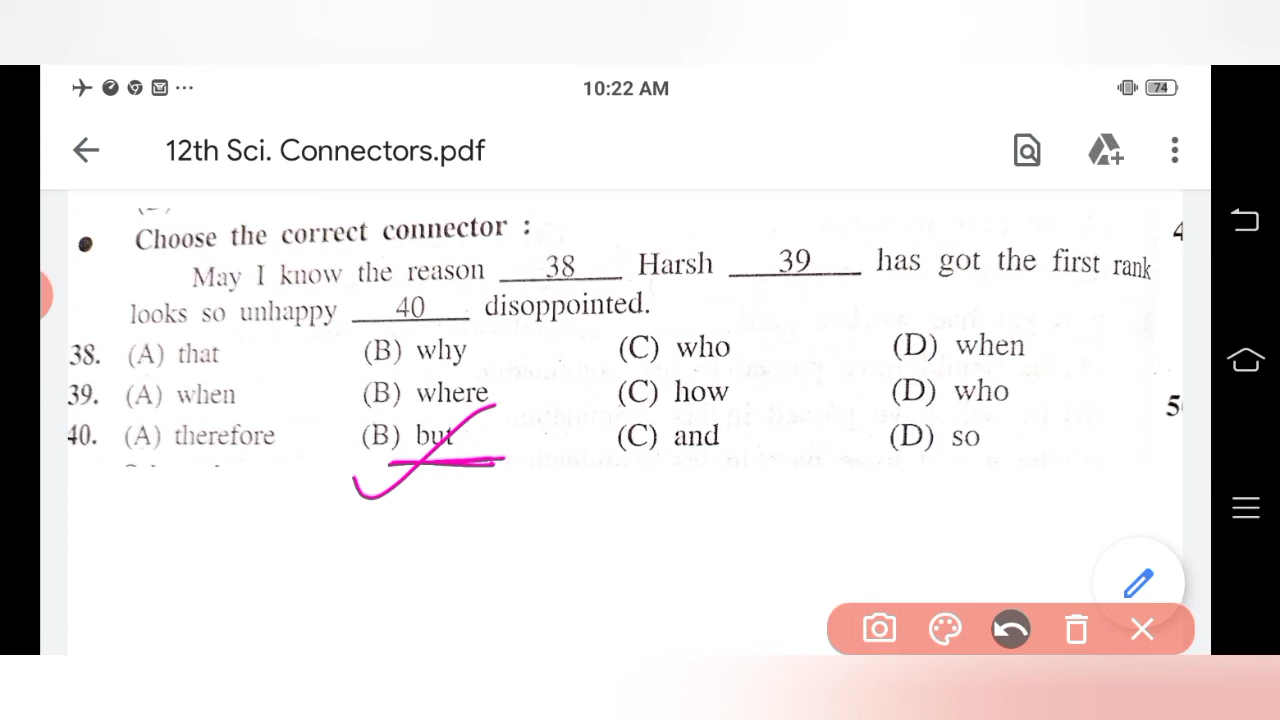 10:22 AM
74
12th Sci. Connectors.pdf
Choose the correct connector :
4
May I know the reason 38 Harsh 39 has got the first rank
looks so unhappy 40 disoppointed.
38. (A) that (B) why (C) who (D) when
39. (A) when (B) where (C) how (D) who
5
40. (A) therefore (B) but (C) and (D) so